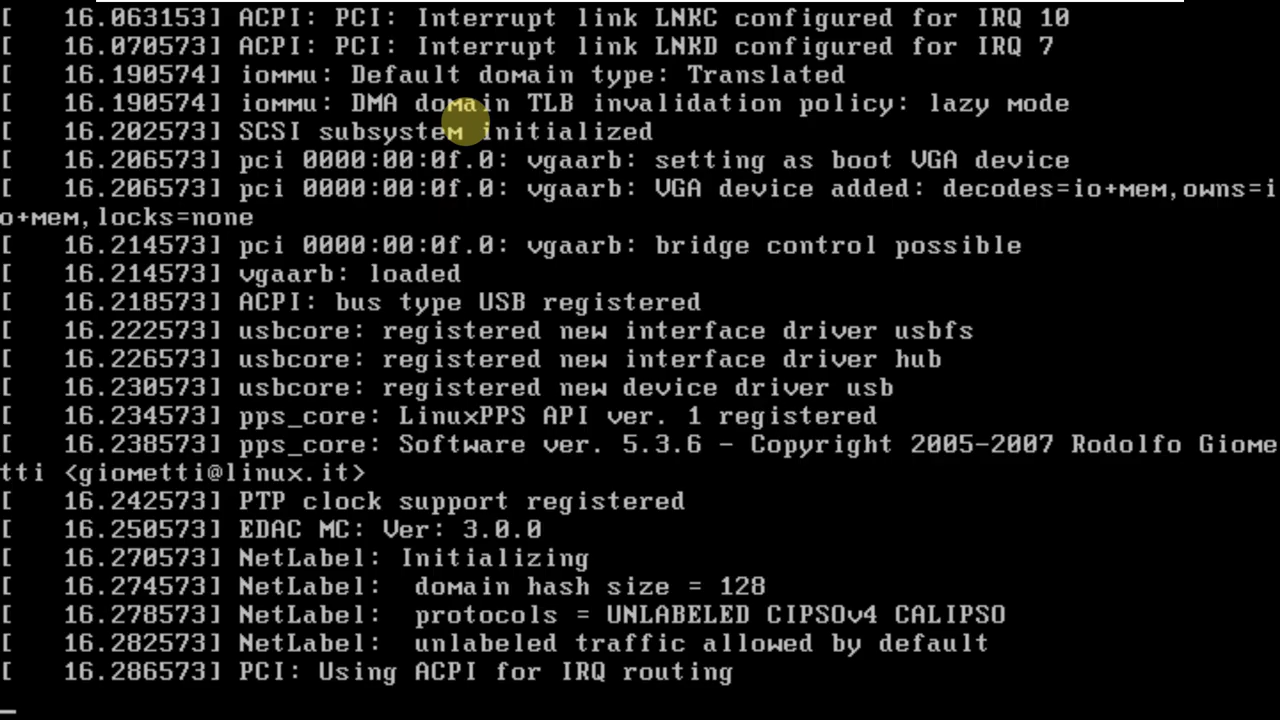 [   16.063153] ACPI: PCI: Interrupt link LNKC configured for IRQ 10
[   16.070573] ACPI: PCI: Interrupt link LNKD configured for IRQ 7
[   16.190574] iommu: Default domain type: Translated
[   16.190574] iommu: DMA domain TLB invalidation policy: lazy mode
[   16.202573] SCSI subsystem initialized
[   16.206573] pci 0000:00:0f.0: vgaarb: setting as boot VGA device
[   16.206573] pci 0000:00:0f.0: vgaarb: VGA device added: decodes=io+mem,owns=i
o+mem,locks=none
[   16.214573] pci 0000:00:0f.0: vgaarb: bridge control possible
[   16.214573] vgaarb: loaded
[   16.218573] ACPI: bus type USB registered
[   16.222573] usbcore: registered new interface driver usbfs
[   16.226573] usbcore: registered new interface driver hub
[   16.230573] usbcore: registered new device driver usb
[   16.234573] pps_core: LinuxPPS API ver. 1 registered
[   16.238573] pps_core: Software ver. 5.3.6 - Copyright 2005-2007 Rodolfo Giome
tti <giometti@linux.it>
[   16.242573] PTP clock support registered
[   16.250573] EDAC MC: Ver: 3.0.0
[   16.270573] NetLabel: Initializing
[   16.274573] NetLabel:  domain hash size = 128
[   16.278573] NetLabel:  protocols = UNLABELED CIPSOv4 CALIPSO
[   16.282573] NetLabel:  unlabeled traffic allowed by default
[   16.286573] PCI: Using ACPI for IRQ routing